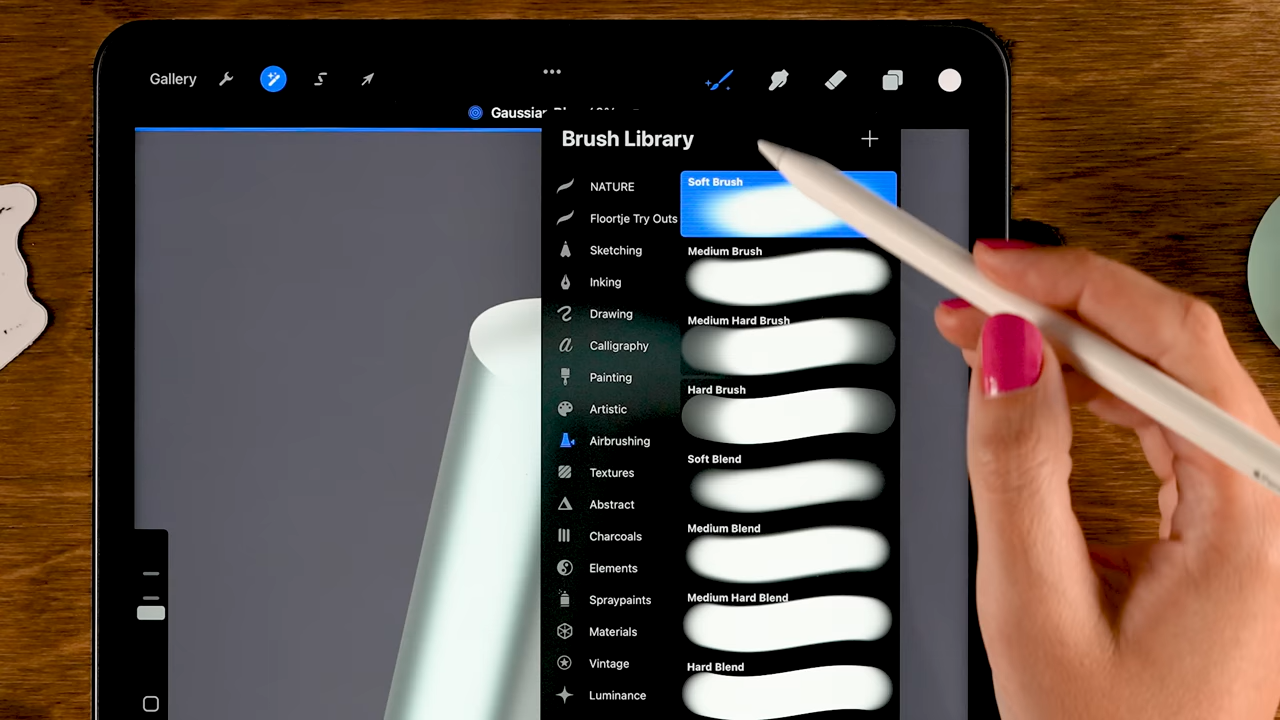 Gallery
Brush Library
NATURE
Floortje Try Outs
Sketching
Inking
Drawing
Calligraphy
Painting
Artistic
Airbrushing
Textures
Abstract
Charcoals
Elements
Spraypaints
Materials
Vintage
Luminance
Soft Brush
Medium Brush
Medium Hard Brush
Hard Brush
Soft Blend
Medium Blend
Medium Hard Blend
Hard Blend